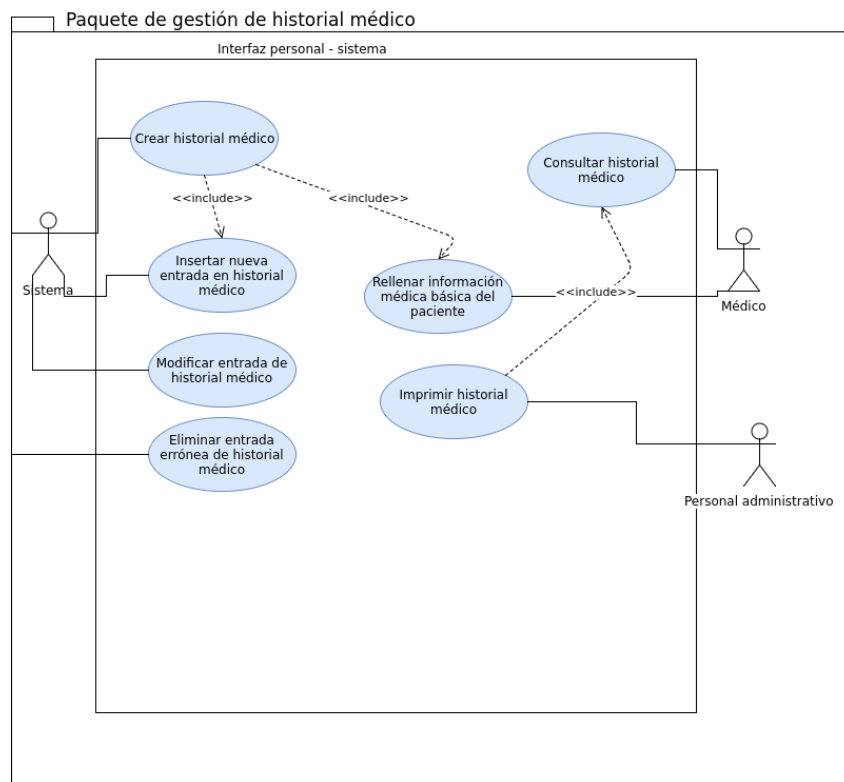 Paquete de gestión de historial médico
Interfaz personal - sistema
Crear historial médico
Consultar historial
médico
<<include>>
<<include>>
Insertar nueva
entrada en historial
médico
Sistema
Rellenar información
médica básica del
paciente
<<include>>
Médico
Modificar entrada de
historial médico
Imprimir historial
médico
Eliminar entrada
errónea de historial
médico
Personal administrativo